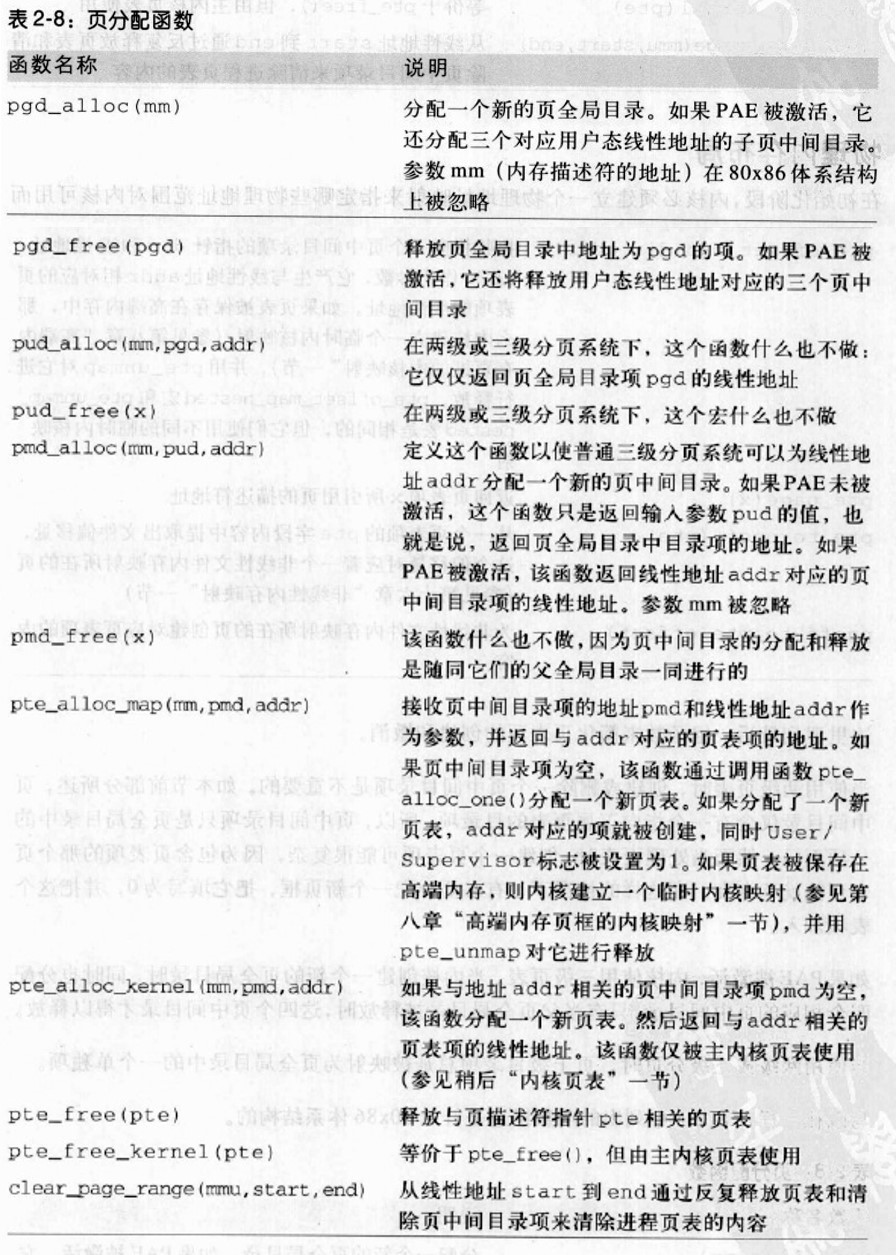 表2-8：页分配函数
函数名称 说明
pgd_alloc(mm) 分配一个新的页全局目录。如果 PAE 被激活，它
还分配三个对应用户态线性地址的子页中间目录。
参数 mm（内存描述符的地址）在 80x86 体系结构
上被忽略
pgd_free(pgd) 释放页全局目录中地址为 pgd 的项。如果 PAE 被
激活，它还将释放用户态线性地址对应的三个页中
间目录
pud_alloc(mm,pgd,addr) 在两级或三级分页系统下，这个函数什么也不做：
它仅仅返回页全局目录项 pgd 的线性地址
pud_free(x) 在两级或三级分页系统下，这个宏什么也不做
pmd_alloc(mm,pud,addr) 定义这个函数以使普通三级分页系统可以为线性地
址 addr 分配一个新的页中间目录。如果 PAE 未被
激活，这个函数只是返回输入参数 pud 的值，也
就是说，返回页全局目录中目录项的地址。如果
PAE 被激活，该函数返回线性地址 addr 对应的页
中间目录项的线性地址。参数 mm 被忽略
pmd_free(x) 该函数什么也不做，因为页中间目录的分配和释放
是随同它们的父全局目录一同进行的
pte_alloc_map(mm,pmd,addr) 接收页中间目录项的地址pmd和线性地址addr作
为参数，并返回与 addr 对应的页表项的地址。如
果页中间目录项为空，该函数通过调用函数 pte_
alloc_one()分配一个新页表。如果分配了一个新
页表，addr 对应的项就被创建，同时 User/
Supervisor 标志被设置为 1。如果页表被保存在
高端内存，则内核建立一个临时内核映射（参见第
八章“高端内存页框的内核映射”一节），并用
pte_unmap 对它进行释放
pte_alloc_kernel(mm,pmd,addr) 如果与地址 addr 相关的页中间目录项 pmd 为空，
该函数分配一个新页表。然后返回与 addr 相关的
页表项的线性地址。该函数仅被主内核页表使用
（参见稍后“内核页表”一节）
pte_free(pte) 释放与页描述符指针 pte 相关的页表
pte_free_kernel(pte) 等价于 pte_free()，但由主内核页表使用
clear_page_range(mmu,start,end) 从线性地址 start 到 end 通过反复释放页表和清
除页中间目录项来清除进程页表的内容